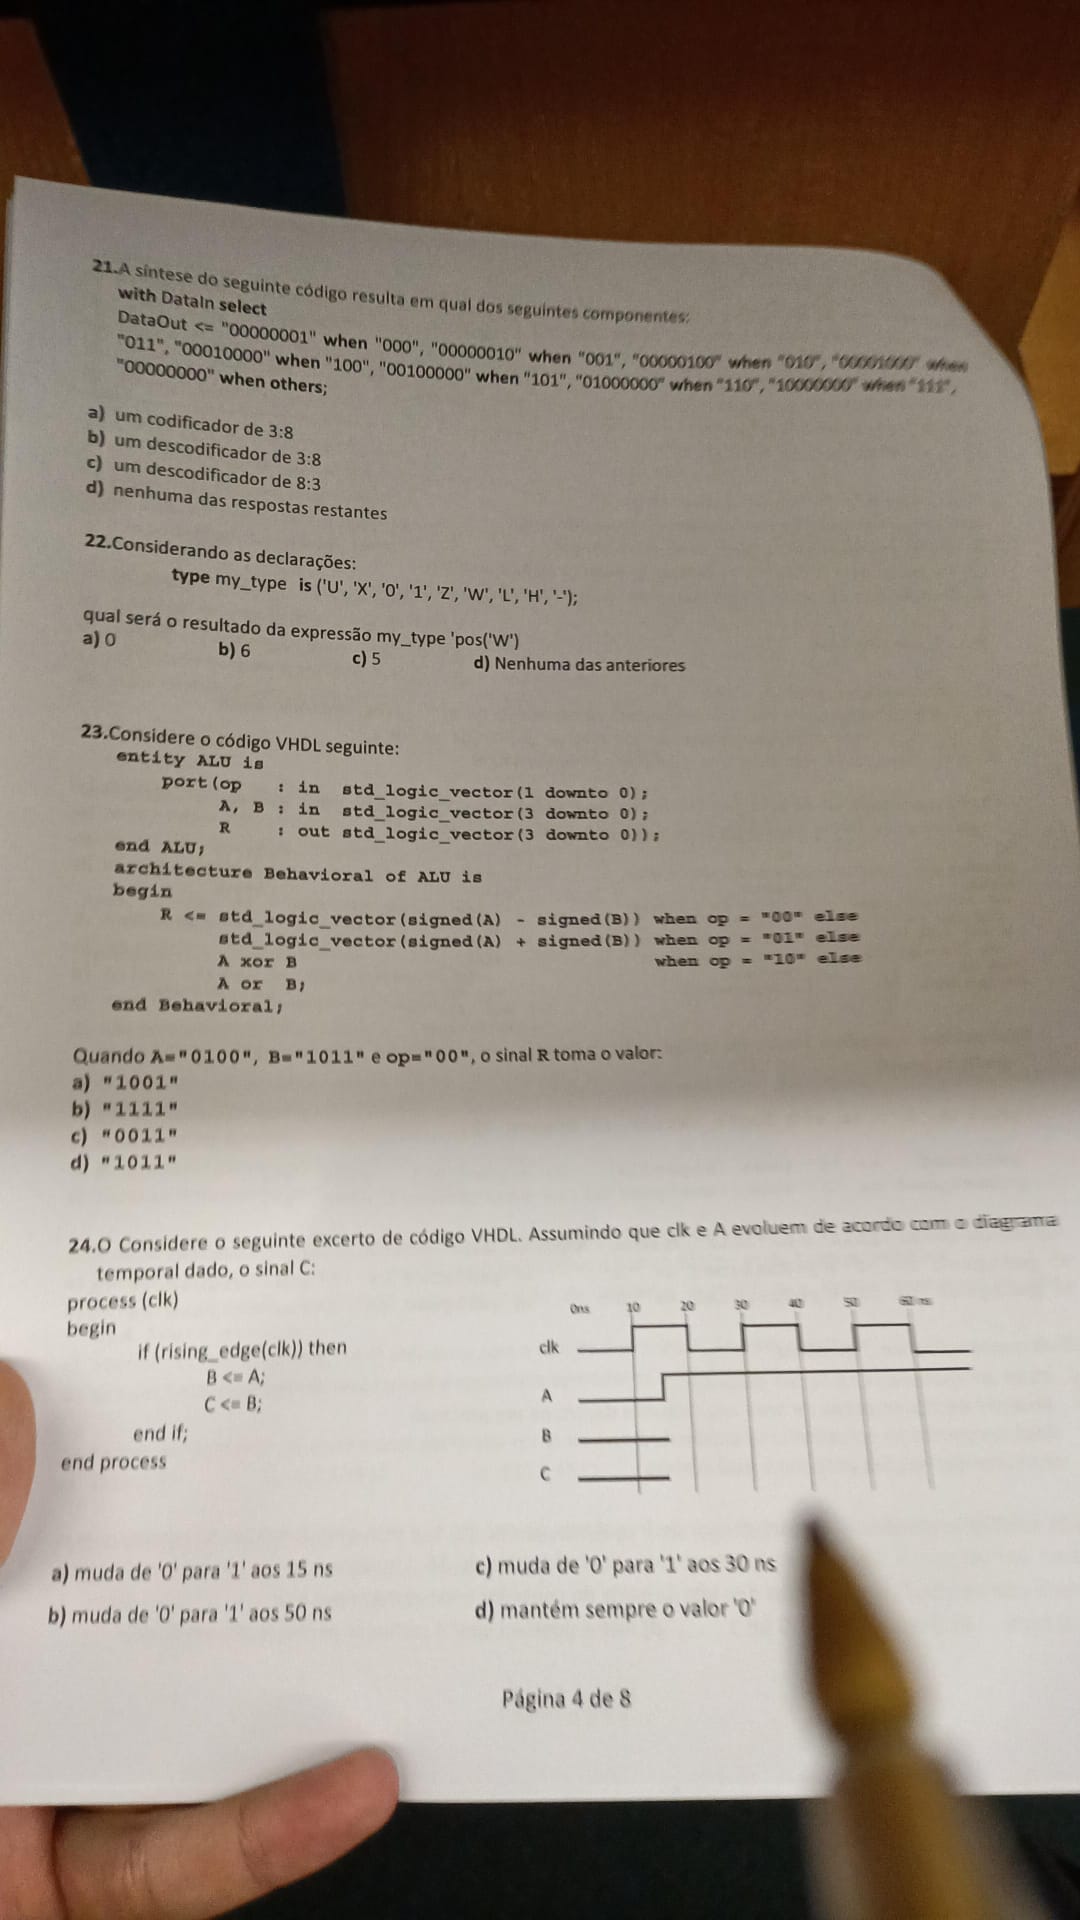 21.A síntese do seguinte código resulta em qual dos seguintes componentes:
with DataIn select
DataOut <= "00000001" when "000", "00000010" when "001", "00000100" when "010", "00001000" when
"011", "00010000" when "100", "00100000" when "101", "01000000" when "110", "10000000" when "111",
"00000000" when others;
a) um codificador de 3:8
b) um descodificador de 3:8
c) um descodificador de 8:3
d) nenhuma das respostas restantes
22.Considerando as declarações:
type my_type is ('U', 'X', '0', '1', 'Z', 'W', 'L', 'H', '-');
qual será o resultado da expressão my_type 'pos('W')
a) 0 b) 6 c) 5 d) Nenhuma das anteriores
23.Considere o código VHDL seguinte:
entity ALU is
port(op : in std_logic_vector(1 downto 0);
A, B : in std_logic_vector(3 downto 0);
R : out std_logic_vector(3 downto 0));
end ALU;
architecture Behavioral of ALU is
begin
R <= std_logic_vector(signed(A) - signed(B)) when op = "00" else
std_logic_vector(signed(A) + signed(B)) when op = "01" else
A xor B when op = "10" else
A or B;
end Behavioral;
Quando A="0100", B="1011" e op="00", o sinal R toma o valor:
a) "1001"
b) "1111"
c) "0011"
d) "1011"
24.O Considere o seguinte excerto de código VHDL. Assumindo que clk e A evoluem de acordo com o diagrama
temporal dado, o sinal C:
process (clk)
begin
if (rising_edge(clk)) then
B <= A;
C <= B;
end if;
end process
0ns 10 20 30 40 50 60 ns
clk
A
B
C
a) muda de '0' para '1' aos 15 ns
c) muda de '0' para '1' aos 30 ns
b) muda de '0' para '1' aos 50 ns
d) mantém sempre o valor '0'
Página 4 de 8